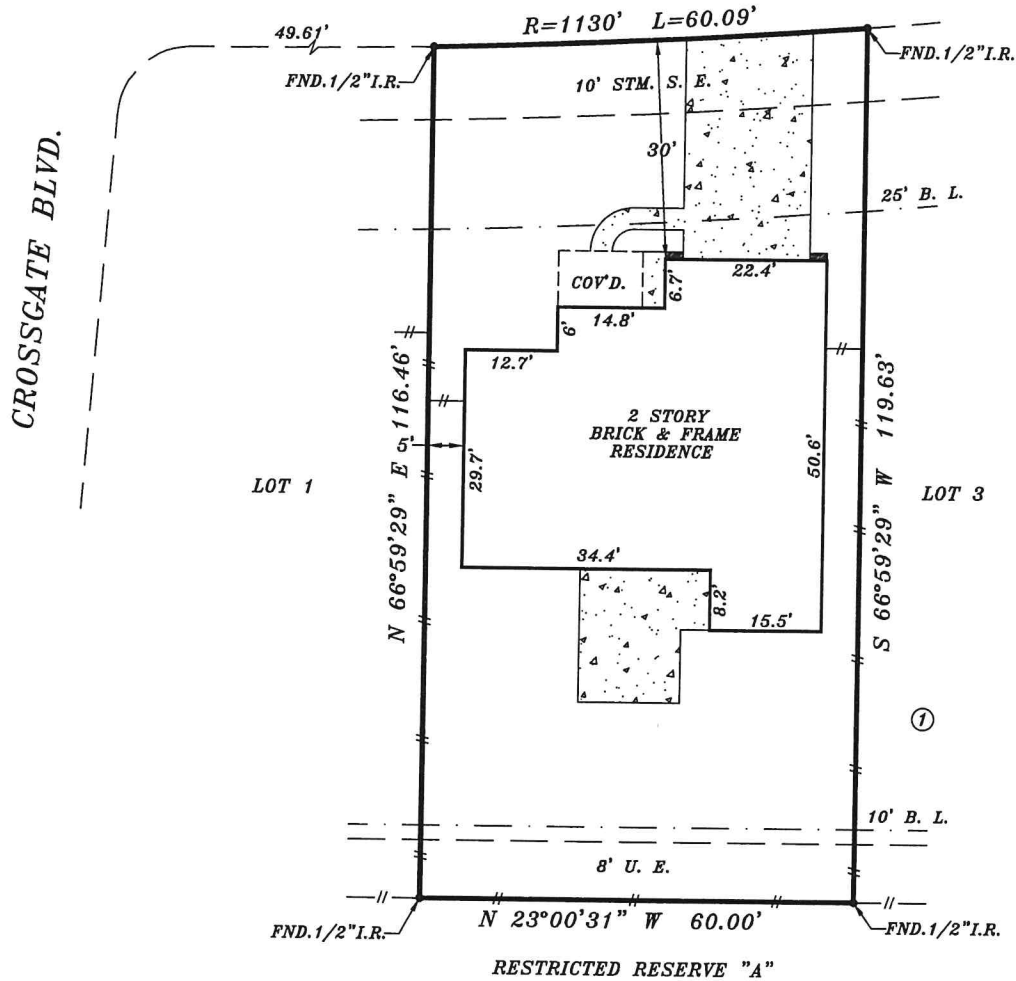 R=1130' L=60.09'
49.61'
FND.1/2"I.R.
FND.1/2"I.R.
10' STM. S. E.
30'
CROSSGATE BLVD.
25' B. L.
22.4'
COV'D.
6.7'
14.8'
6'
12.7'
N 66°59'29" E 116.46'
S 66°59'29" W 119.63'
2 STORY
BRICK & FRAME
RESIDENCE
5'
29.7'
50.6'
LOT 1
LOT 3
34.4'
8.2'
15.5'
1
10' B. L.
8' U. E.
N 23°00'31" W 60.00'
FND.1/2"I.R.
FND.1/2"I.R.
RESTRICTED RESERVE "A"